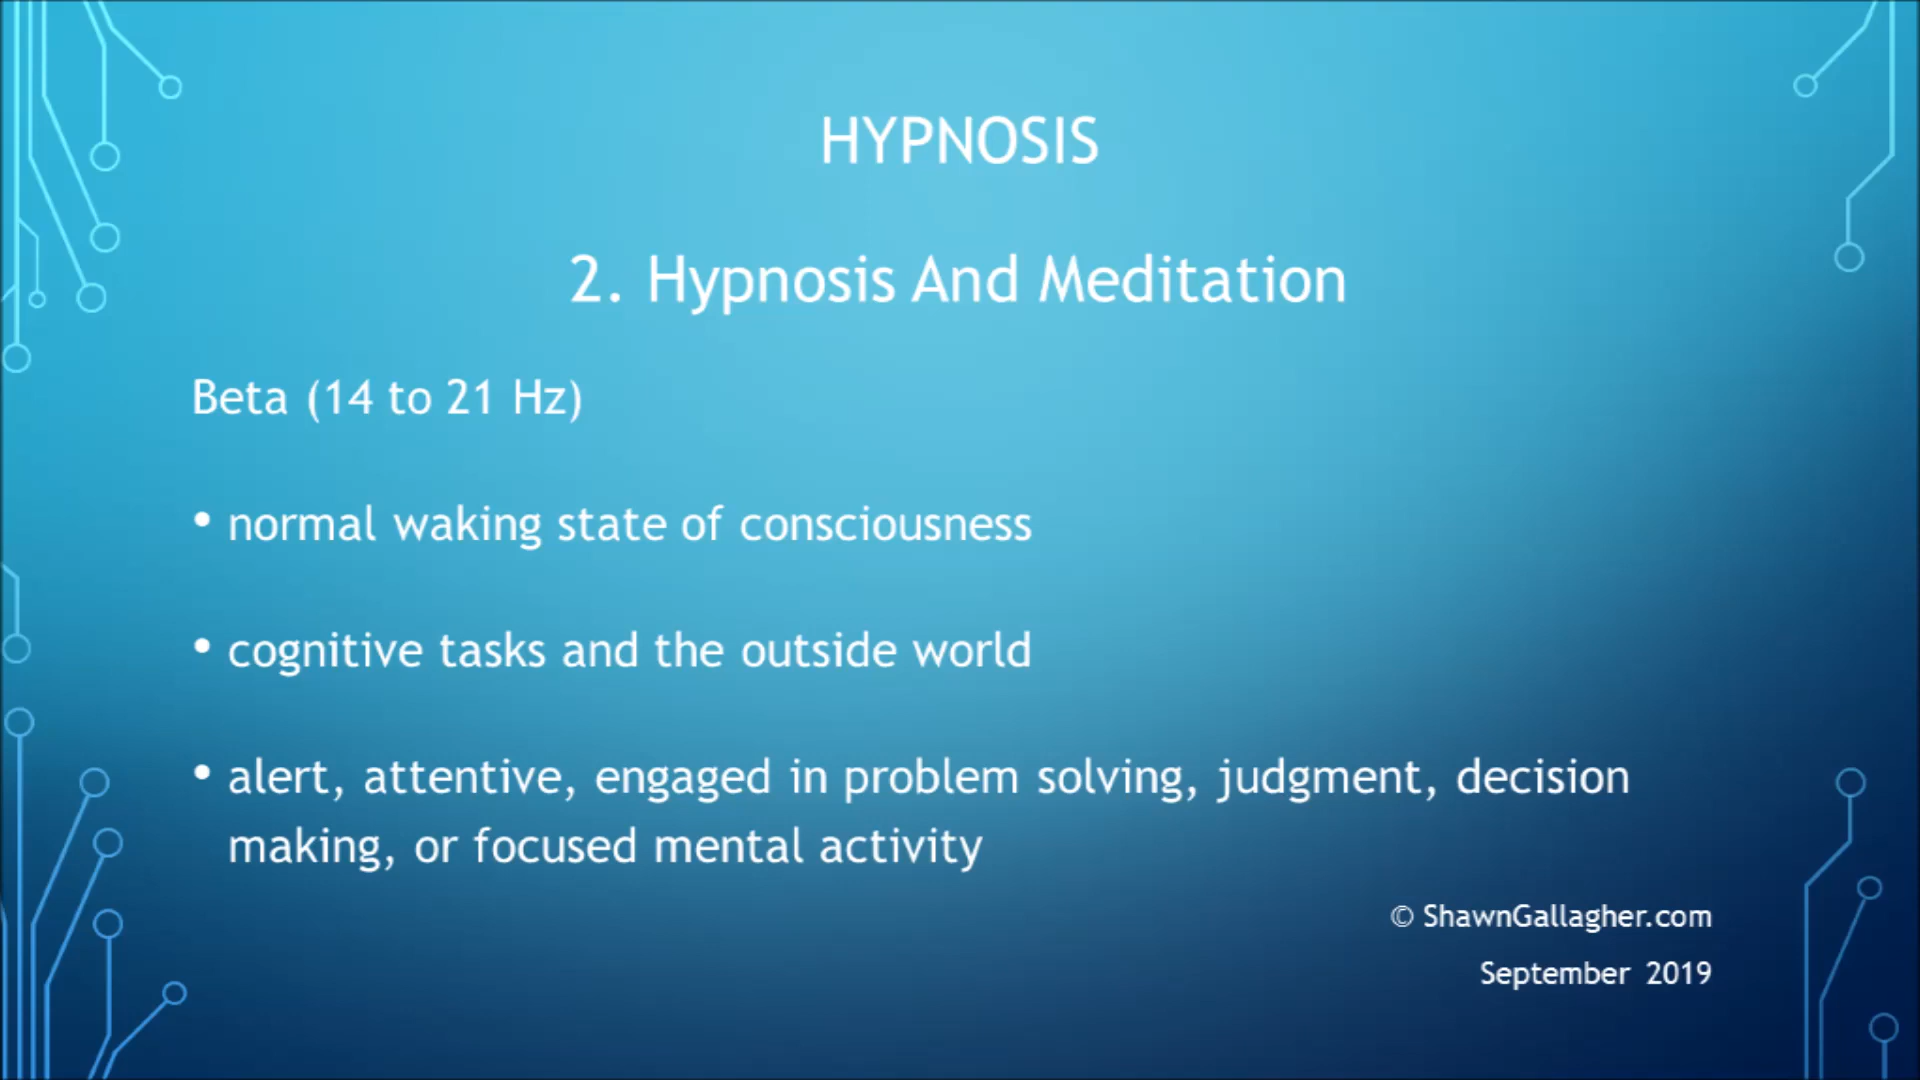 HYPNOSIS
2. Hypnosis And Meditation
Beta (14 to 21 Hz)
• normal waking state of consciousness
• cognitive tasks and the outside world
• alert, attentive, engaged in problem solving, judgment, decision
making, or focused mental activity
© ShawnGallagher.com
September 2019